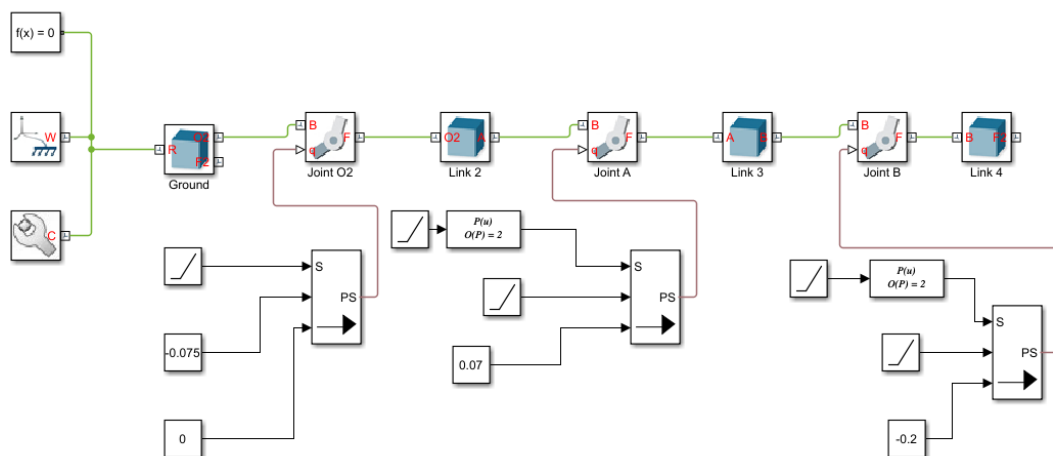 f(x) = 0
W
C
R
O2
F2
Ground
B
F
q
Joint O2
O2
A
Link 2
B
F
q
Joint A
A
B
Link 3
B
F
q
Joint B
B
F2
Link 4
S
PS
-0.075
0
P(u)
O(P) = 2
S
PS
0.07
P(u)
O(P) = 2
S
PS
-0.2